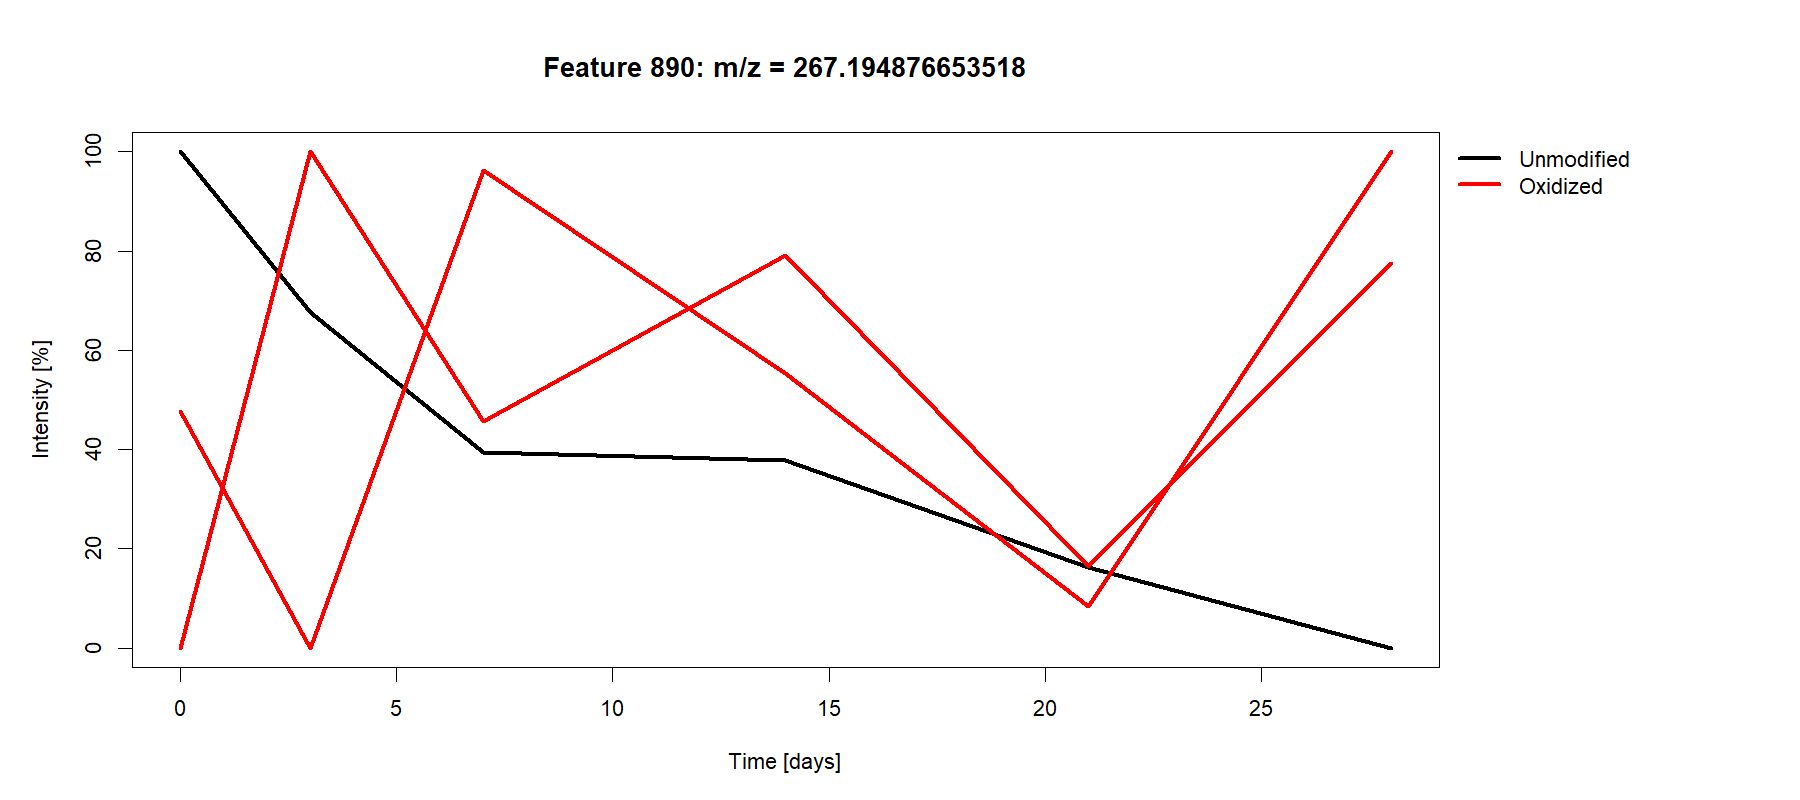 Feature 890: m/z = 267.194876653518
Unmodified
Oxidized
Intensity [%]
100
80
60
40
20
0
0 5 10 15 20 25
Time [days]